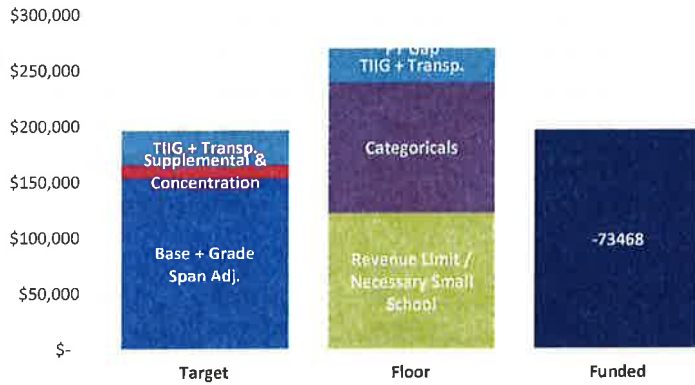 $300,000
$250,000
$200,000
$150,000
$100,000
$50,000
$-
TIIG + Transp.
Supplemental &
Concentration
Base + Grade
Span Adj.
Gap
TIIG + Transp.
Categoricals
Revenue Limit /
Necessary Small
School
-73468
Target
Floor
Funded